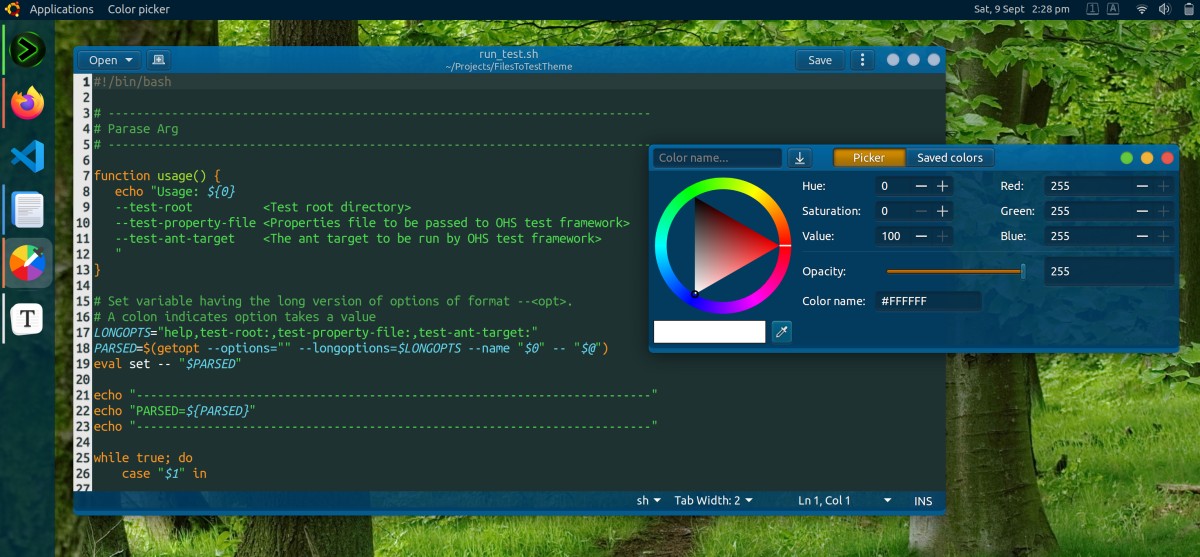 Applications Color picker
Sat, 9 Sept 2:28 pm 1 A
Open
run_test.sh
~/Projects/FilesToTestTheme
Save
1 #!/bin/bash
2
3 # -----------------------------------------------------------------------------
4 # Parase Arg
5 # -----------------------------------------------------------------------------
6
7 function usage() {
8    echo "Usage: ${0}
9    --test-root          <Test root directory>
10    --test-property-file <Properties file to be passed to OHS test framework>
11    --test-ant-target    <The ant target to be run by OHS test framework>
12    "
13 }
14
15 # Set variable having the long version of options of format --<opt>.
16 # A colon indicates option takes a value
17 LONGOPTS="help,test-root:,test-property-file:,test-ant-target:"
18 PARSED=$(getopt --options="" --longoptions=$LONGOPTS --name "$0" -- "$@")
19 eval set -- "$PARSED"
20
21 echo "-------------------------------------------------------------------------"
22 echo "PARSED=${PARSED}"
23 echo "-------------------------------------------------------------------------"
24
25 while true; do
26     case "$1" in
27
sh Tab Width: 2 Ln 1, Col 1 INS
Color name... Picker Saved colors
Hue: 0 Red: 255
Saturation: 0 Green: 255
Value: 100 Blue: 255
Opacity: 255
Color name: #FFFFFF
T